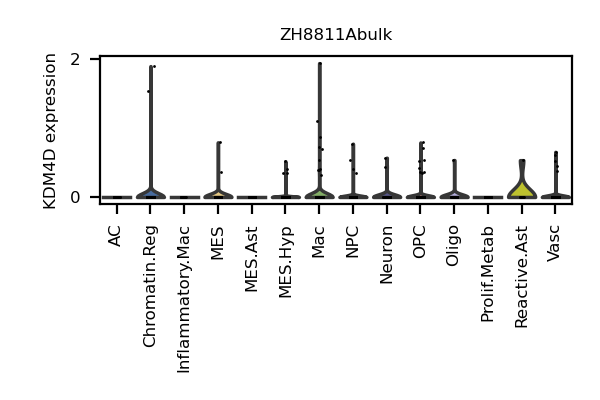 ZH8811Abulk
KDM4D expression
2
0
AC
Chromatin.Reg
Inflammatory.Mac
MES
MES.Ast
MES.Hyp
Mac
NPC
Neuron
OPC
Oligo
Prolif.Metab
Reactive.Ast
Vasc